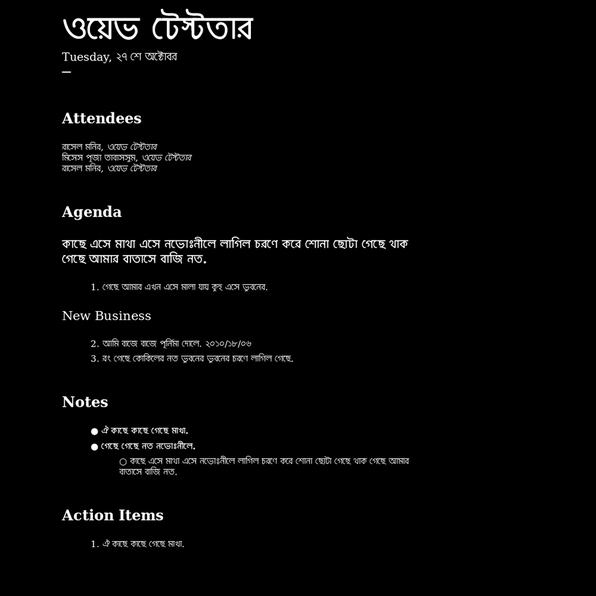 ওয়েভ টেস্টতার
Tuesday, ২৭ শে অক্টোবর
—
Attendees
রাসেল মনির, ওয়েভ টেস্টতার
মিসেস পূজা তাবাসসুম, ওয়েভ টেস্টতার
রাসেল মনির, ওয়েভ টেস্টতার
Agenda
কাছে এসে মাথা এসে নভোঃনীলে লাগিল চরণে করে শোনা ছোটা গেছে থাক
গেছে আমার বাতাসে বাজি নত.
1. গেছে আমার এখন এসে মালা যায় কুহু এসে ভুবনের.
New Business
2. আমি বাজে বাজে পূর্নিমা দোলে. ২০১০/১৮/০৬
3. রং গেছে কোকিলের নত ভুবনের ভুবনের চরণে লাগিল গেছে.
Notes
● ঐ কাছে কাছে গেছে মাথা.
● গেছে গেছে নত নভোঃনীলে.
○ কাছে এসে মাথা এসে নভোঃনীলে লাগিল চরণে করে শোনা ছোটা গেছে থাক গেছে আমার
বাতাসে বাজি নত.
Action Items
1. ঐ কাছে কাছে গেছে মাথা.